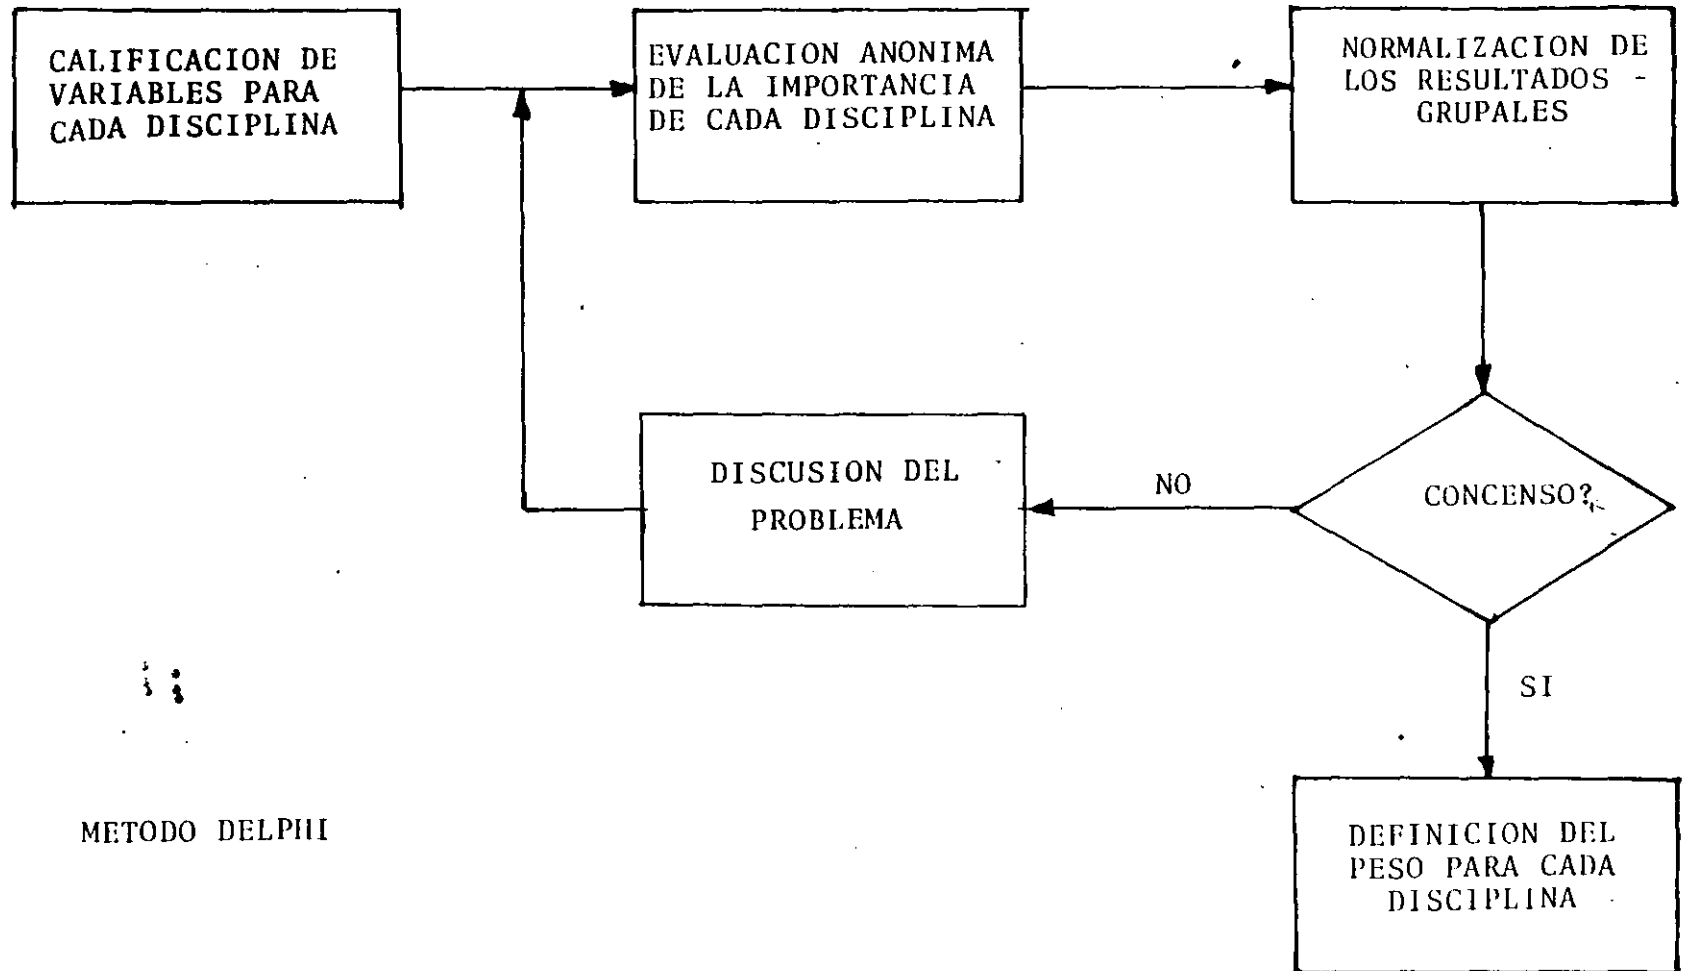 CALIFICACION DE
VARIABLES PARA
CADA DISCIPLINA
EVALUACION ANONIMA
DE LA IMPORTANCIA
DE CADA DISCIPLINA
NORMALIZACION DE
LOS RESULTADOS -
GRUPALES
DISCUSION DEL
PROBLEMA
NO
CONCENSO?
SI
METODO DELPHI
DEFINICION DEL
PESO PARA CADA
DISCIPLINA